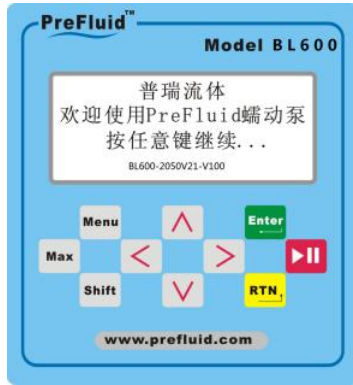 PreFluid™
Model BL600
普瑞流体
欢迎使用PreFluid蠕动泵
按任意键继续...
BL600-2050V21-V100
Menu
Enter
Max
Shift
RTN
www.prefluid.com